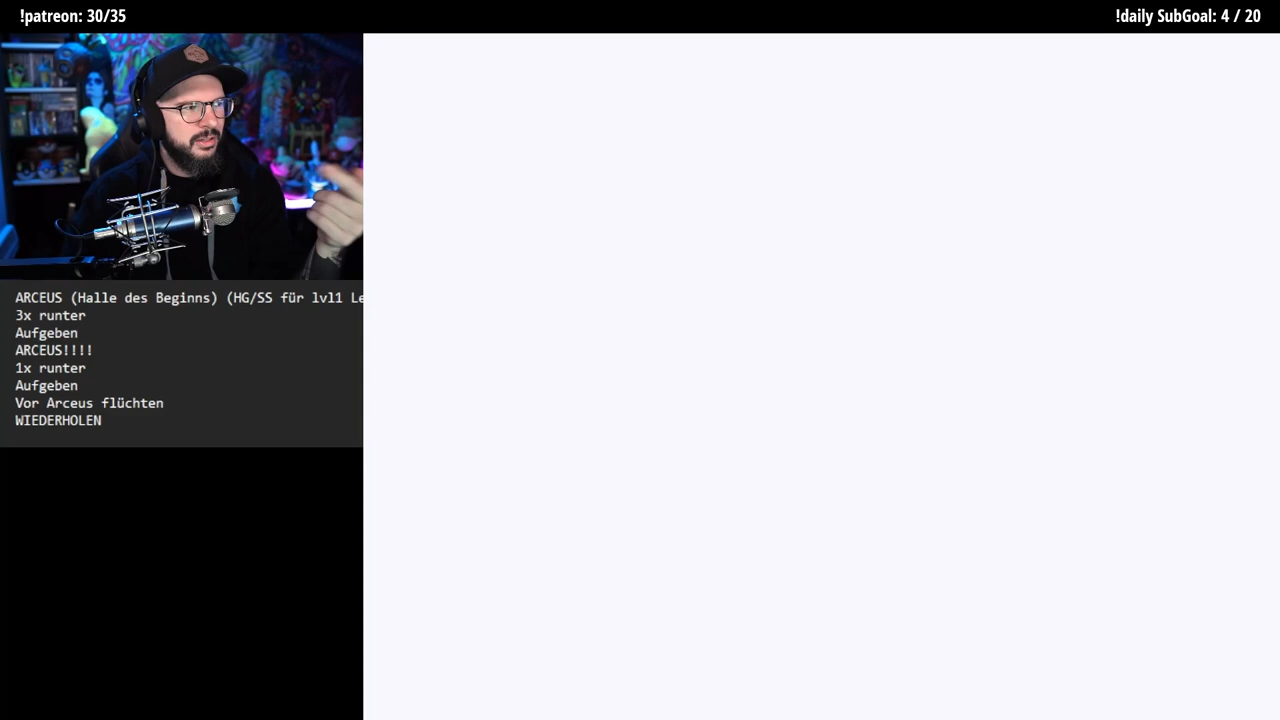 !patreon: 30/35
!daily SubGoal: 4 / 20
ARCEUS (Halle des Beginns) (HG/SS für lvl1 Le
3x runter
Aufgeben
ARCEUS!!!!
1x runter
Aufgeben
Vor Arceus flüchten
WIEDERHOLEN